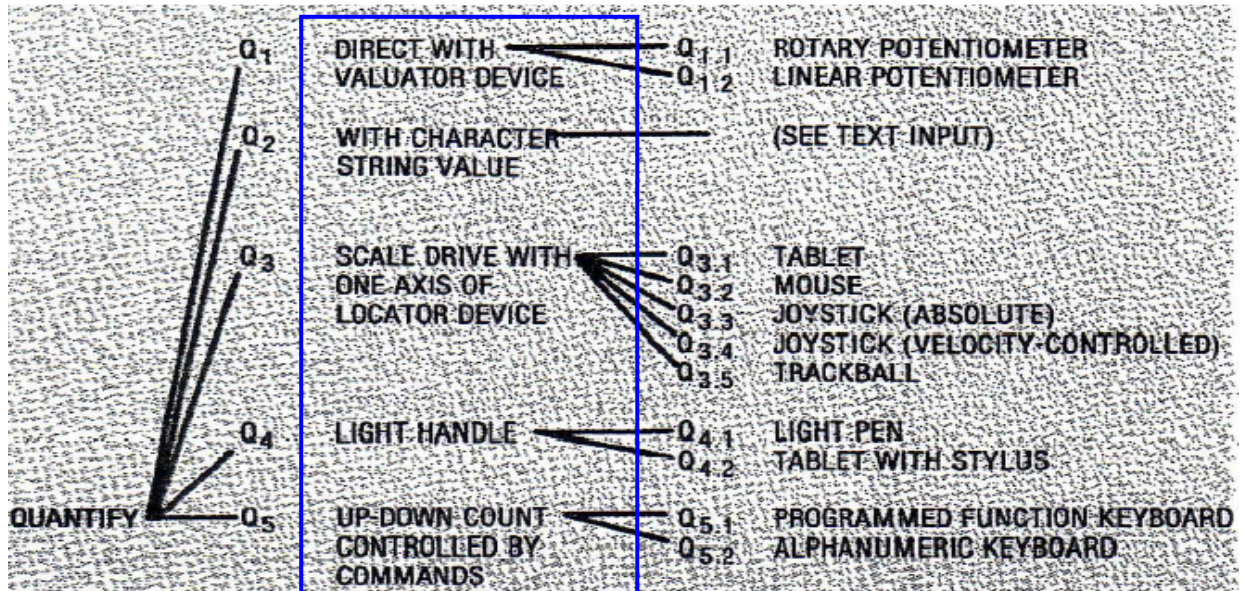 Q1 DIRECT WITH Q1.1 ROTARY POTENTIOMETER
VALUATOR DEVICE Q1.2 LINEAR POTENTIOMETER
Q2 WITH CHARACTER (SEE TEXT INPUT)
STRING VALUE
Q3 SCALE DRIVE WITH Q3.1 TABLET
ONE AXIS OF Q3.2 MOUSE
LOCATOR DEVICE Q3.3 JOYSTICK (ABSOLUTE)
Q3.4 JOYSTICK (VELOCITY-CONTROLLED)
Q3.5 TRACKBALL
Q4 LIGHT HANDLE Q4.1 LIGHT PEN
Q4.2 TABLET WITH STYLUS
QUANTIFY Q5 UP-DOWN COUNT Q5.1 PROGRAMMED FUNCTION KEYBOARD
CONTROLLED BY Q5.2 ALPHANUMERIC KEYBOARD
COMMANDS